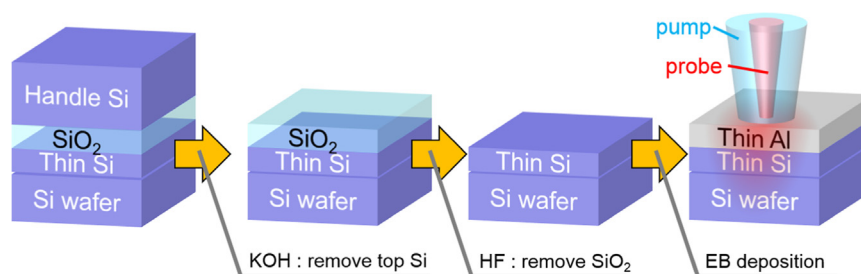 Handle Si
SiO2
Thin Si
Si wafer
SiO2
Thin Si
Si wafer
Thin Si
Si wafer
pump
probe
Thin Al
Thin Si
Si wafer
KOH : remove top Si
HF : remove SiO2
EB deposition